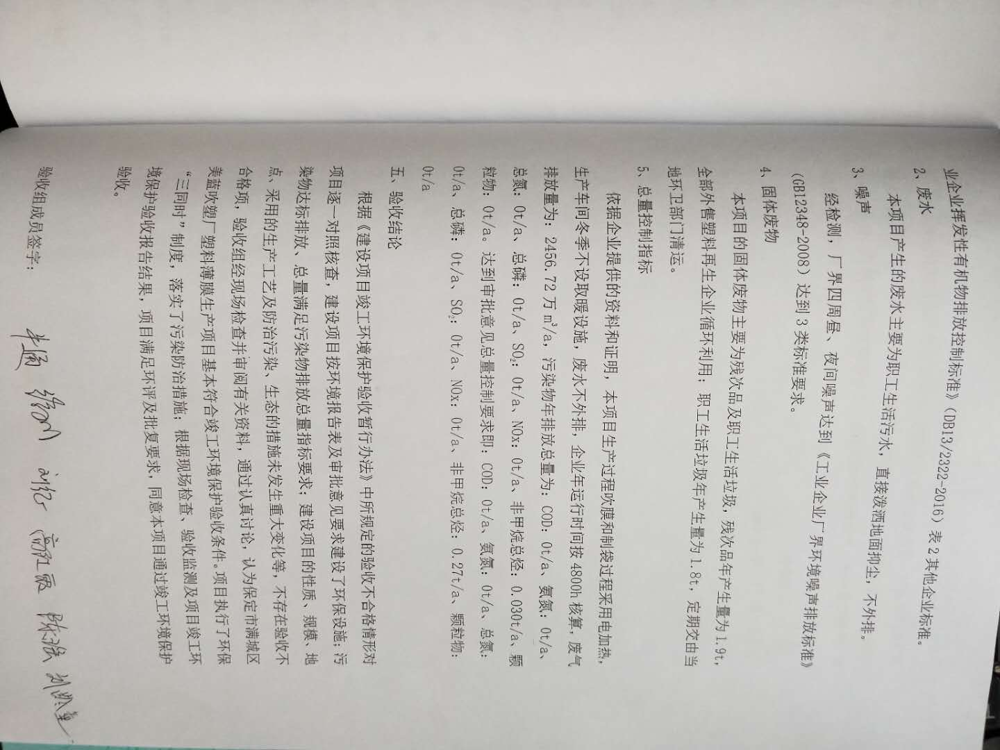 业企业挥发性有机物排放控制标准》（DB13/2322-2016）表 2 其他企业标准。
2、废水
本项目产生的废水主要为职工生活污水，直接泼洒地面抑尘，不外排。
3、噪声
经检测，厂界四周昼、夜间噪声达到《工业企业厂界环境噪声排放标准》
（GB12348-2008）达到 3 类标准要求。
4、固体废物
本项目的固体废物主要为残次品及职工生活垃圾，残次品年产生量为 1.9t，
全部外售塑料再生企业循环利用；职工生活垃圾年产生量为 1.8t，定期交由当
地环卫部门清运。
5、总量控制指标
依据企业提供的资料和证明，本项目生产过程吹膜和制袋过程采用电加热，
生产车间冬季不设取暖设施，废水不外排，企业年运行时间按 4800h 核算，废气
排放量为：2456.72 万 m³/a，污染物年排放总量为：COD：0t/a、氨氮：0t/a、
总氮：0t/a、总磷：0t/a、SO₂：0t/a、NOx：0t/a、非甲烷总烃：0.030t/a、颗
粒物：0t/a。达到审批意见总量控制要求即：COD：0t/a、氨氮：0t/a、总氮：
0t/a、总磷：0t/a、SO₂：0t/a、NOx：0t/a、非甲烷总烃：0.27t/a、颗粒物：
0t/a
五、验收结论
根据《建设项目竣工环境保护验收暂行办法》中所规定的验收不合格情形对
项目逐一对照核查，建设项目按环境报告表及审批意见要求建设了环保设施；污
染物达标排放、总量满足污染物排放总量指标要求；建设项目的性质、规模、地
点、采用的生产工艺及防治污染、生态的措施未发生重大变化等，不存在验收不
合格项，验收组经现场检查并审阅有关资料，通过认真讨论，认为保定市满城区
美蓝吹塑厂塑料薄膜生产项目基本符合竣工环境保护验收条件。项目执行了环保
“三同时”制度，落实了污染防治措施；根据现场检查、验收监测及项目竣工环
境保护验收报告结果，项目满足环评及批复要求，同意本项目通过竣工环境保护
验收。
验收组成员签字：
高红霞 陈强